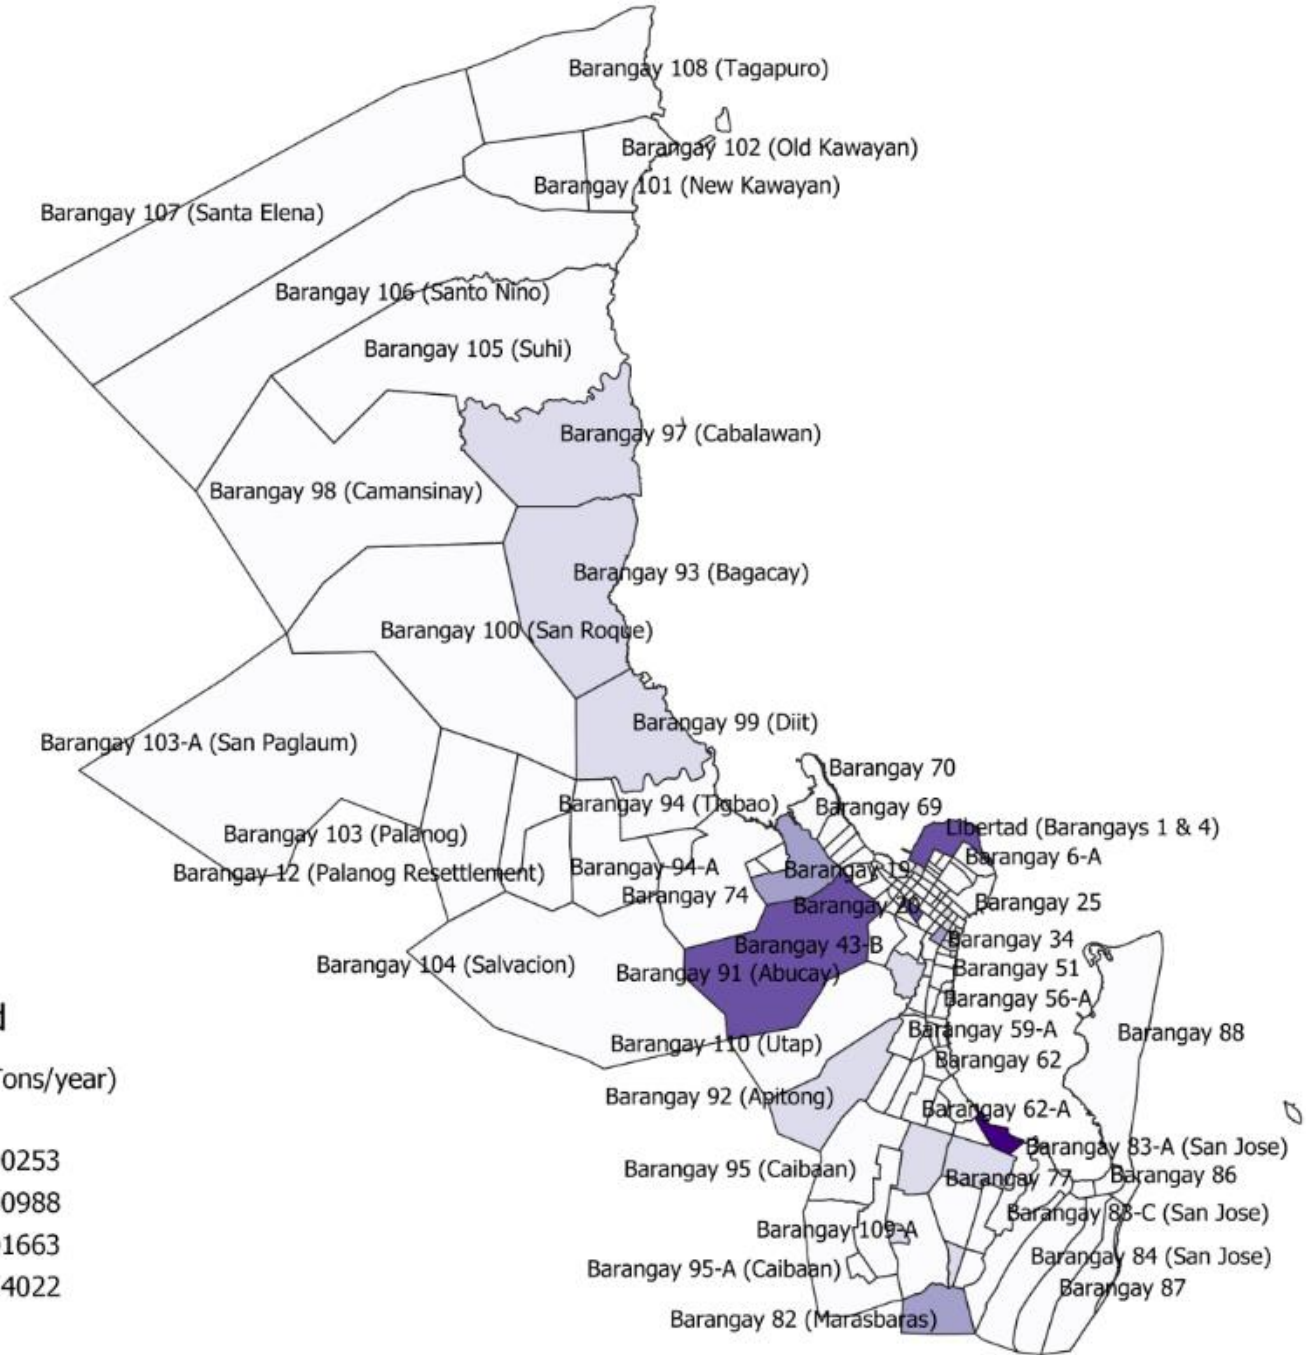 Barangay 108 (Tagapuro)
Barangay 102 (Old Kawayan)
Barangay 101 (New Kawayan)
Barangay 107 (Santa Elena)
Barangay 106 (Santo Nino)
Barangay 105 (Suhi)
Barangay 97 (Cabalawan)
Barangay 98 (Camansinay)
Barangay 93 (Bagacay)
Barangay 100 (San Roque)
Barangay 99 (Diit)
Barangay 103-A (San Paglaum)
Barangay 70
Barangay 94 (Tigbao)
Barangay 69
Libertad (Barangays 1 & 4)
Barangay 103 (Palanog)
Barangay 6-A
Barangay 12 (Palanog Resettlement)
Barangay 94-A
Barangay 19
Barangay 74
Barangay 25
Barangay 43-B
Barangay 34
Barangay 104 (Salvacion)
Barangay 91 (Abucay)
Barangay 51
Barangay 56-A
Barangay 59-A
Barangay 88
Barangay 110 (Utap)
Barangay 62
d
ons/year)
Barangay 92 (Apitong)
Barangay 62-A
0253
Barangay 83-A (San Jose)
Barangay 95 (Caibaan)
Barangay 77
Barangay 86
0988
Barangay 83-C (San Jose)
Barangay 109-A
1663
Barangay 84 (San Jose)
Barangay 95-A (Caibaan)
4022
Barangay 87
Barangay 82 (Marasbaras)